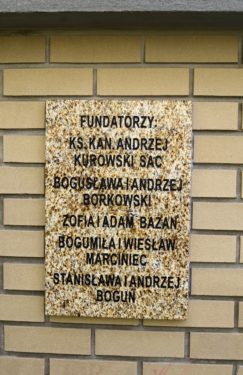 FUNDATORZY:
KS. KAN. ANDRZEJ
KUROWSKI SAC
BOGUSŁAWA I ANDRZEJ
BORKOWSKI
ZOFIA I ADAM BAZAN
BOGUMIŁA I WIESŁAW
MARCINIEC
STANISŁAWA I ANDRZEJ
BOGUN